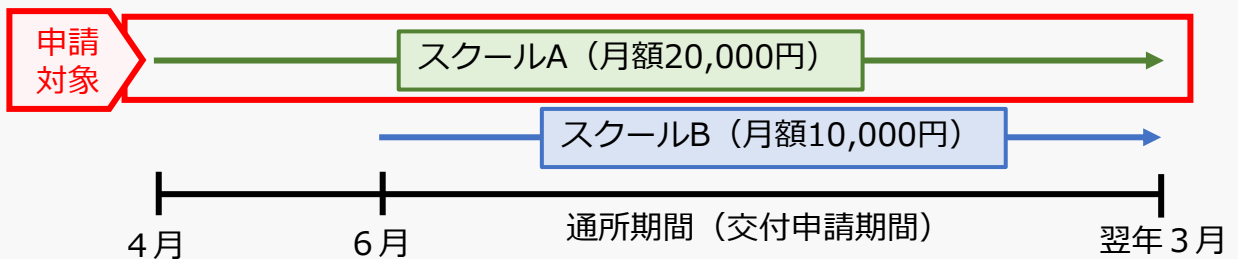 申請
対象
スクールA（月額20,000円）
スクールB（月額10,000円）
通所期間（交付申請期間）
４月
６月
翌年３月